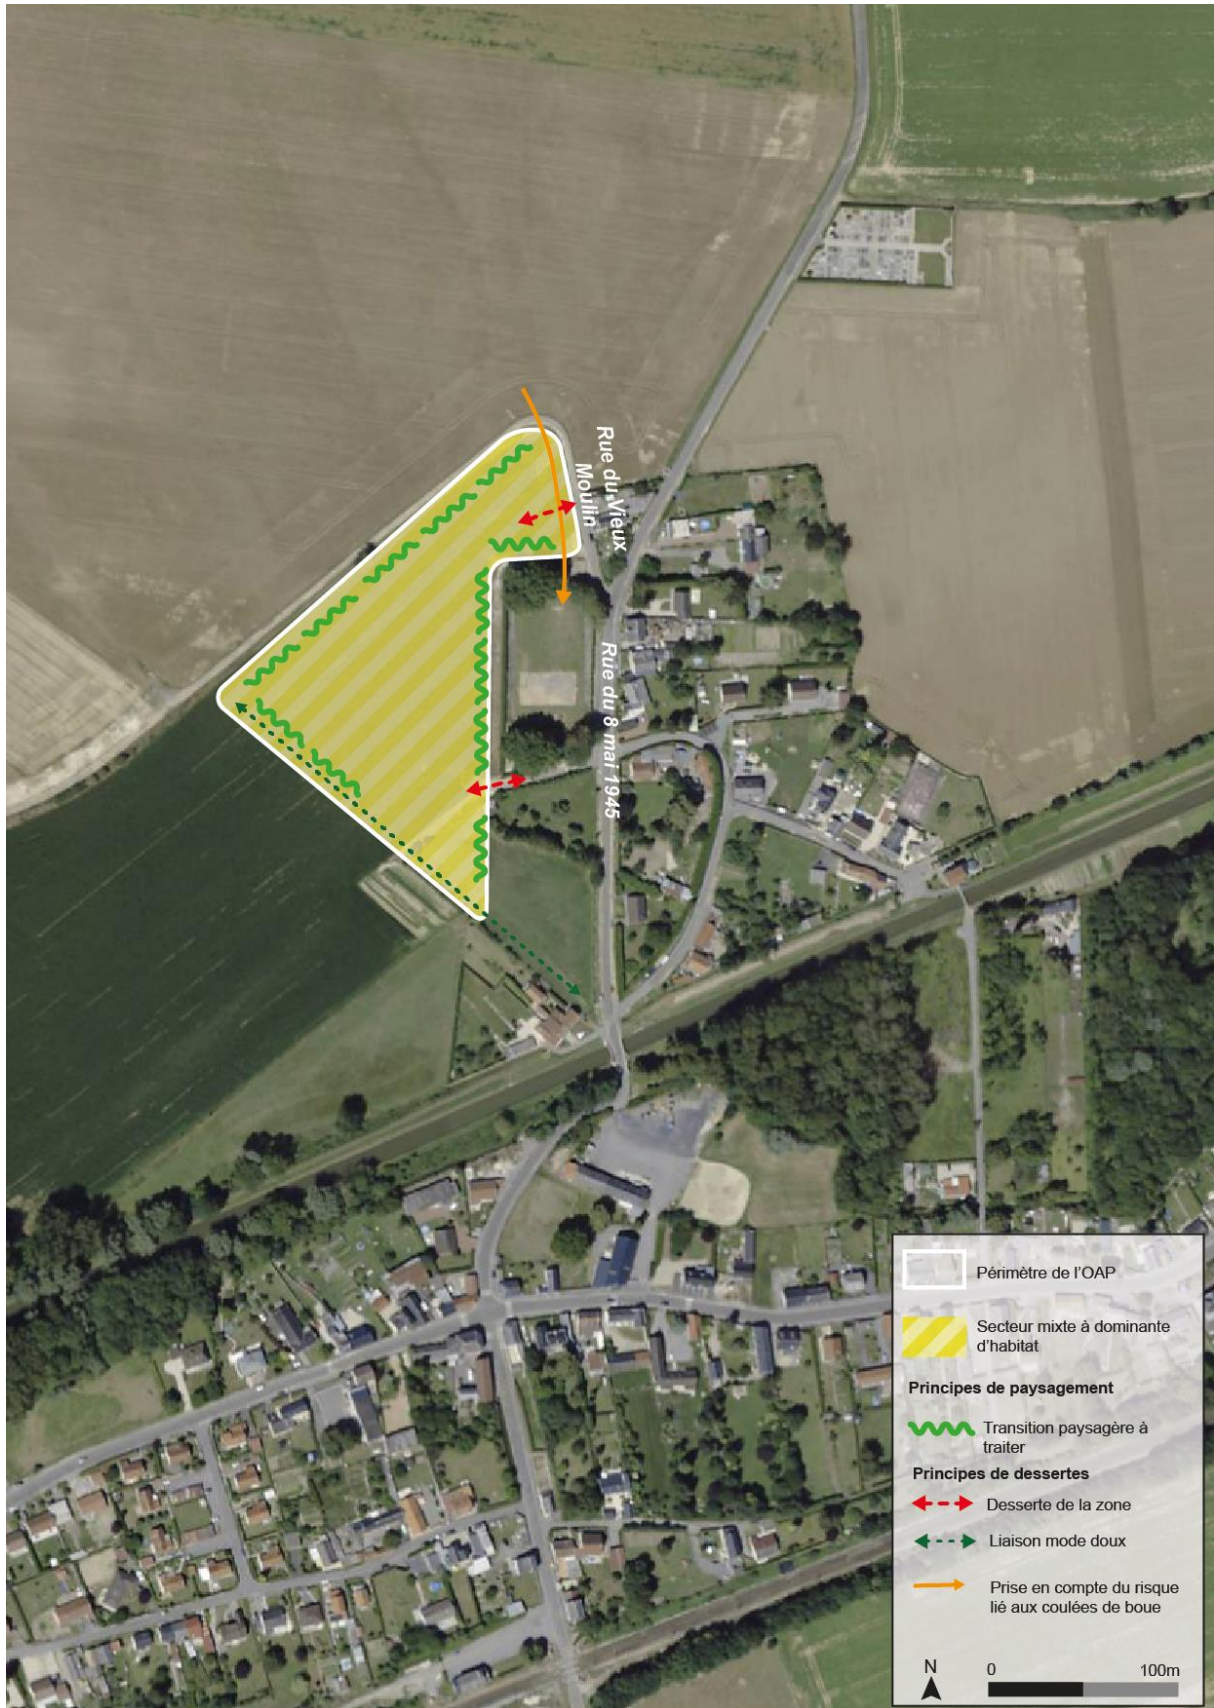 Rue du Vieux
Moulin
Rue du 8 mai 1945
Périmètre de l'OAP
Secteur mixte à dominante
d'habitat
Principes de paysagement
Transition paysagère à
traiter
Principes de dessertes
Desserte de la zone
Liaison mode doux
Prise en compte du risque
lié aux coulées de boue
N
0
100m